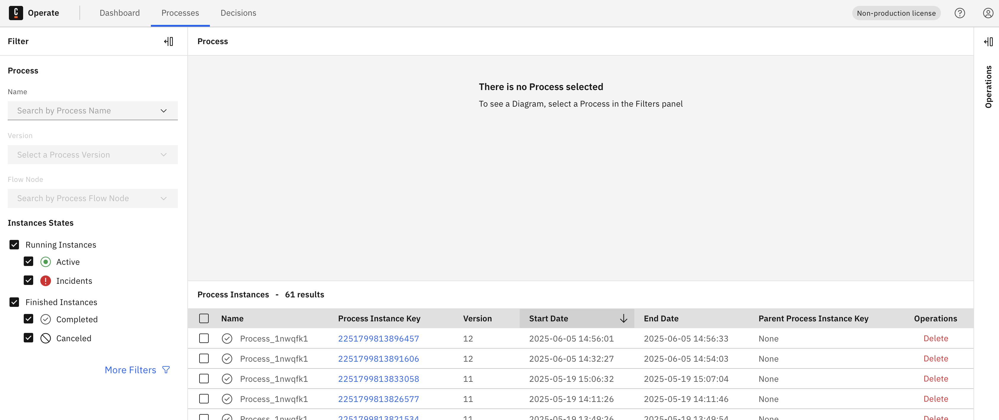 Operate
Dashboard
Processes
Decisions
Non-production license
Filter
Process
Name
Search by Process Name
Version
Select a Process Version
Flow Node
Search by Process Flow Node
Instances States
Running Instances
Active
Incidents
Finished Instances
Completed
Canceled
More Filters
Process
There is no Process selected
To see a Diagram, select a Process in the Filters panel
Operations
Process Instances - 61 results
Name Process Instance Key Version Start Date End Date Parent Process Instance Key Operations
Process_1nwqfk1 2251799813896457 12 2025-06-05 14:56:01 2025-06-05 14:56:33 None Delete
Process_1nwqfk1 2251799813891606 12 2025-06-05 14:32:27 2025-06-05 14:54:03 None Delete
Process_1nwqfk1 2251799813833058 11 2025-05-19 15:06:32 2025-05-19 15:07:04 None Delete
Process_1nwqfk1 2251799813826577 11 2025-05-19 14:11:26 2025-05-19 14:11:46 None Delete
Process_1nwqfk1 2251799813821534 11 2025-05-19 13:49:26 2025-05-19 13:49:54 None Delete